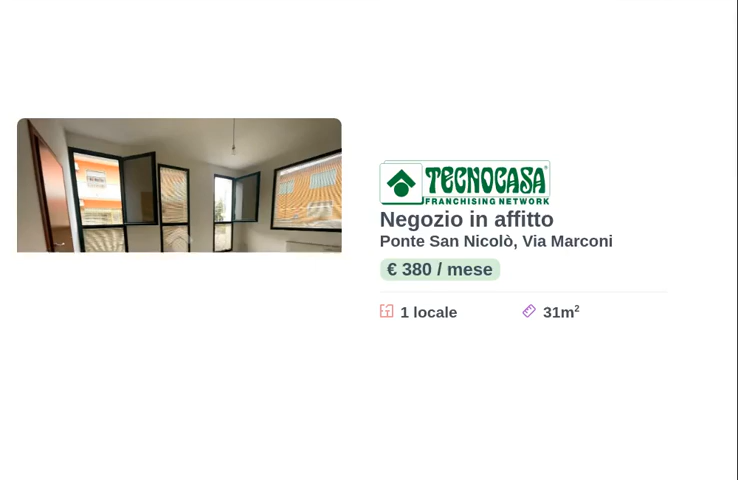 TECNOCASA
FRANCHISING NETWORK
Negozio in affitto
Ponte San Nicolò, Via Marconi
€ 380 / mese
1 locale
31m²